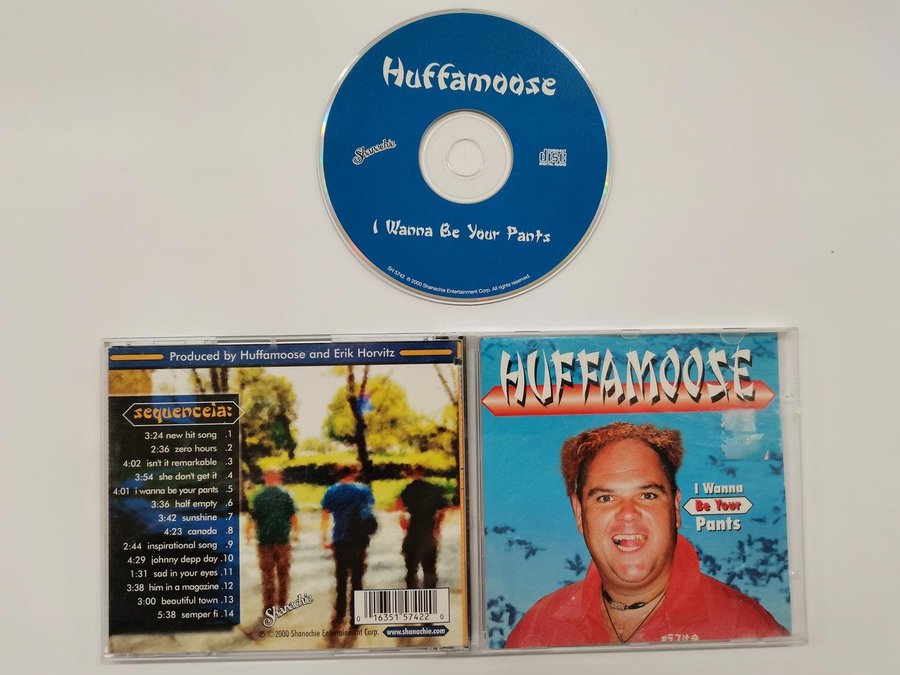 Huffamoose
Shanachie
COMPACT
disc
DIGITAL AUDIO
I Wanna Be Your Pants
SH 5742 ℗ 2000 Shanachie Entertainment Corp. All rights reserved.
Produced by Huffamoose and Erik Horvitz
sequenceia:
3:24 new hit song .1
2:36 zero hours .2
4:02 isn't it remarkable .3
3:54 she don't get it .4
4:01 i wanna be your pants .5
3:36 half empty .6
3:42 sunshine .7
4:23 canada .8
2:44 inspirational song .9
4:29 johnny depp day .10
1:31 sad in your eyes .11
3:38 him in a magazine .12
3:00 beautiful town .13
5:38 semper fi .14
Shanachie
℗ ©2000 Shanachie Entertainment Corp.
0 16351 57422 0
www.shanachie.com
HUFFAMOOSE
I Wanna
Be Your
Pants